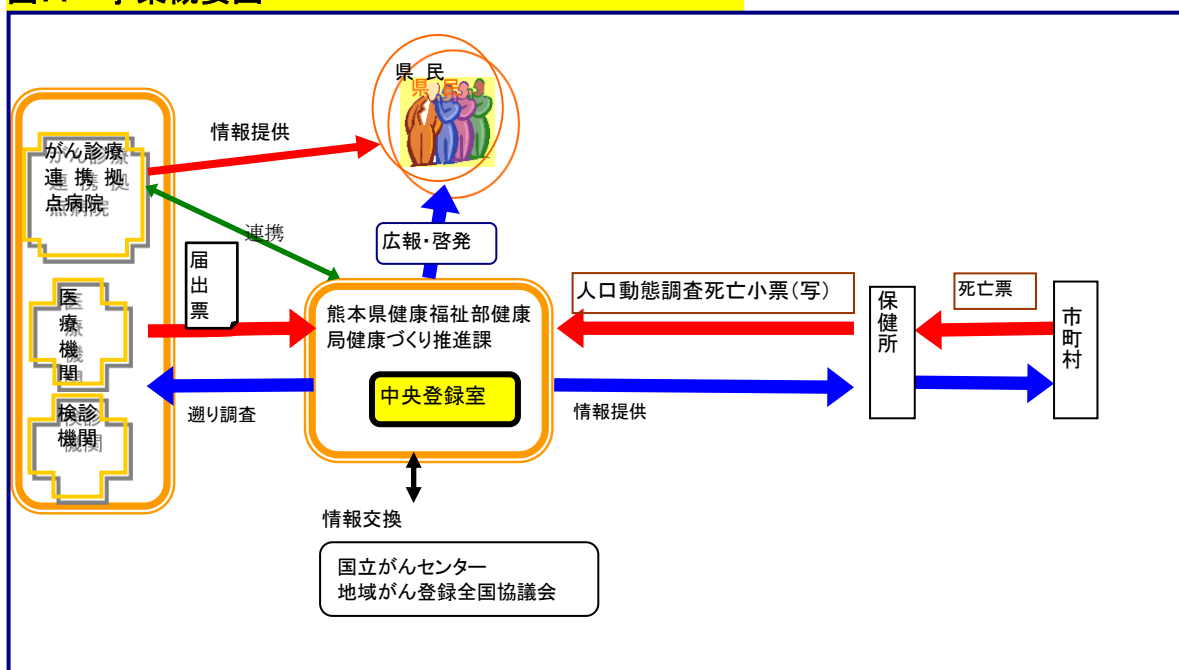 県 民
県 民
情報提供
がん診療
連 携 拠
点病院
連携
広報・啓発
届
出
票
人口動態調査死亡小票（写）
死亡票
医
療
機
関
熊本県健康福祉部健康
局健康づくり推進課
保
健
所
市
町
村
中央登録室
検診
機関
遡り調査
情報提供
情報交換
国立がんセンター
地域がん登録全国協議会